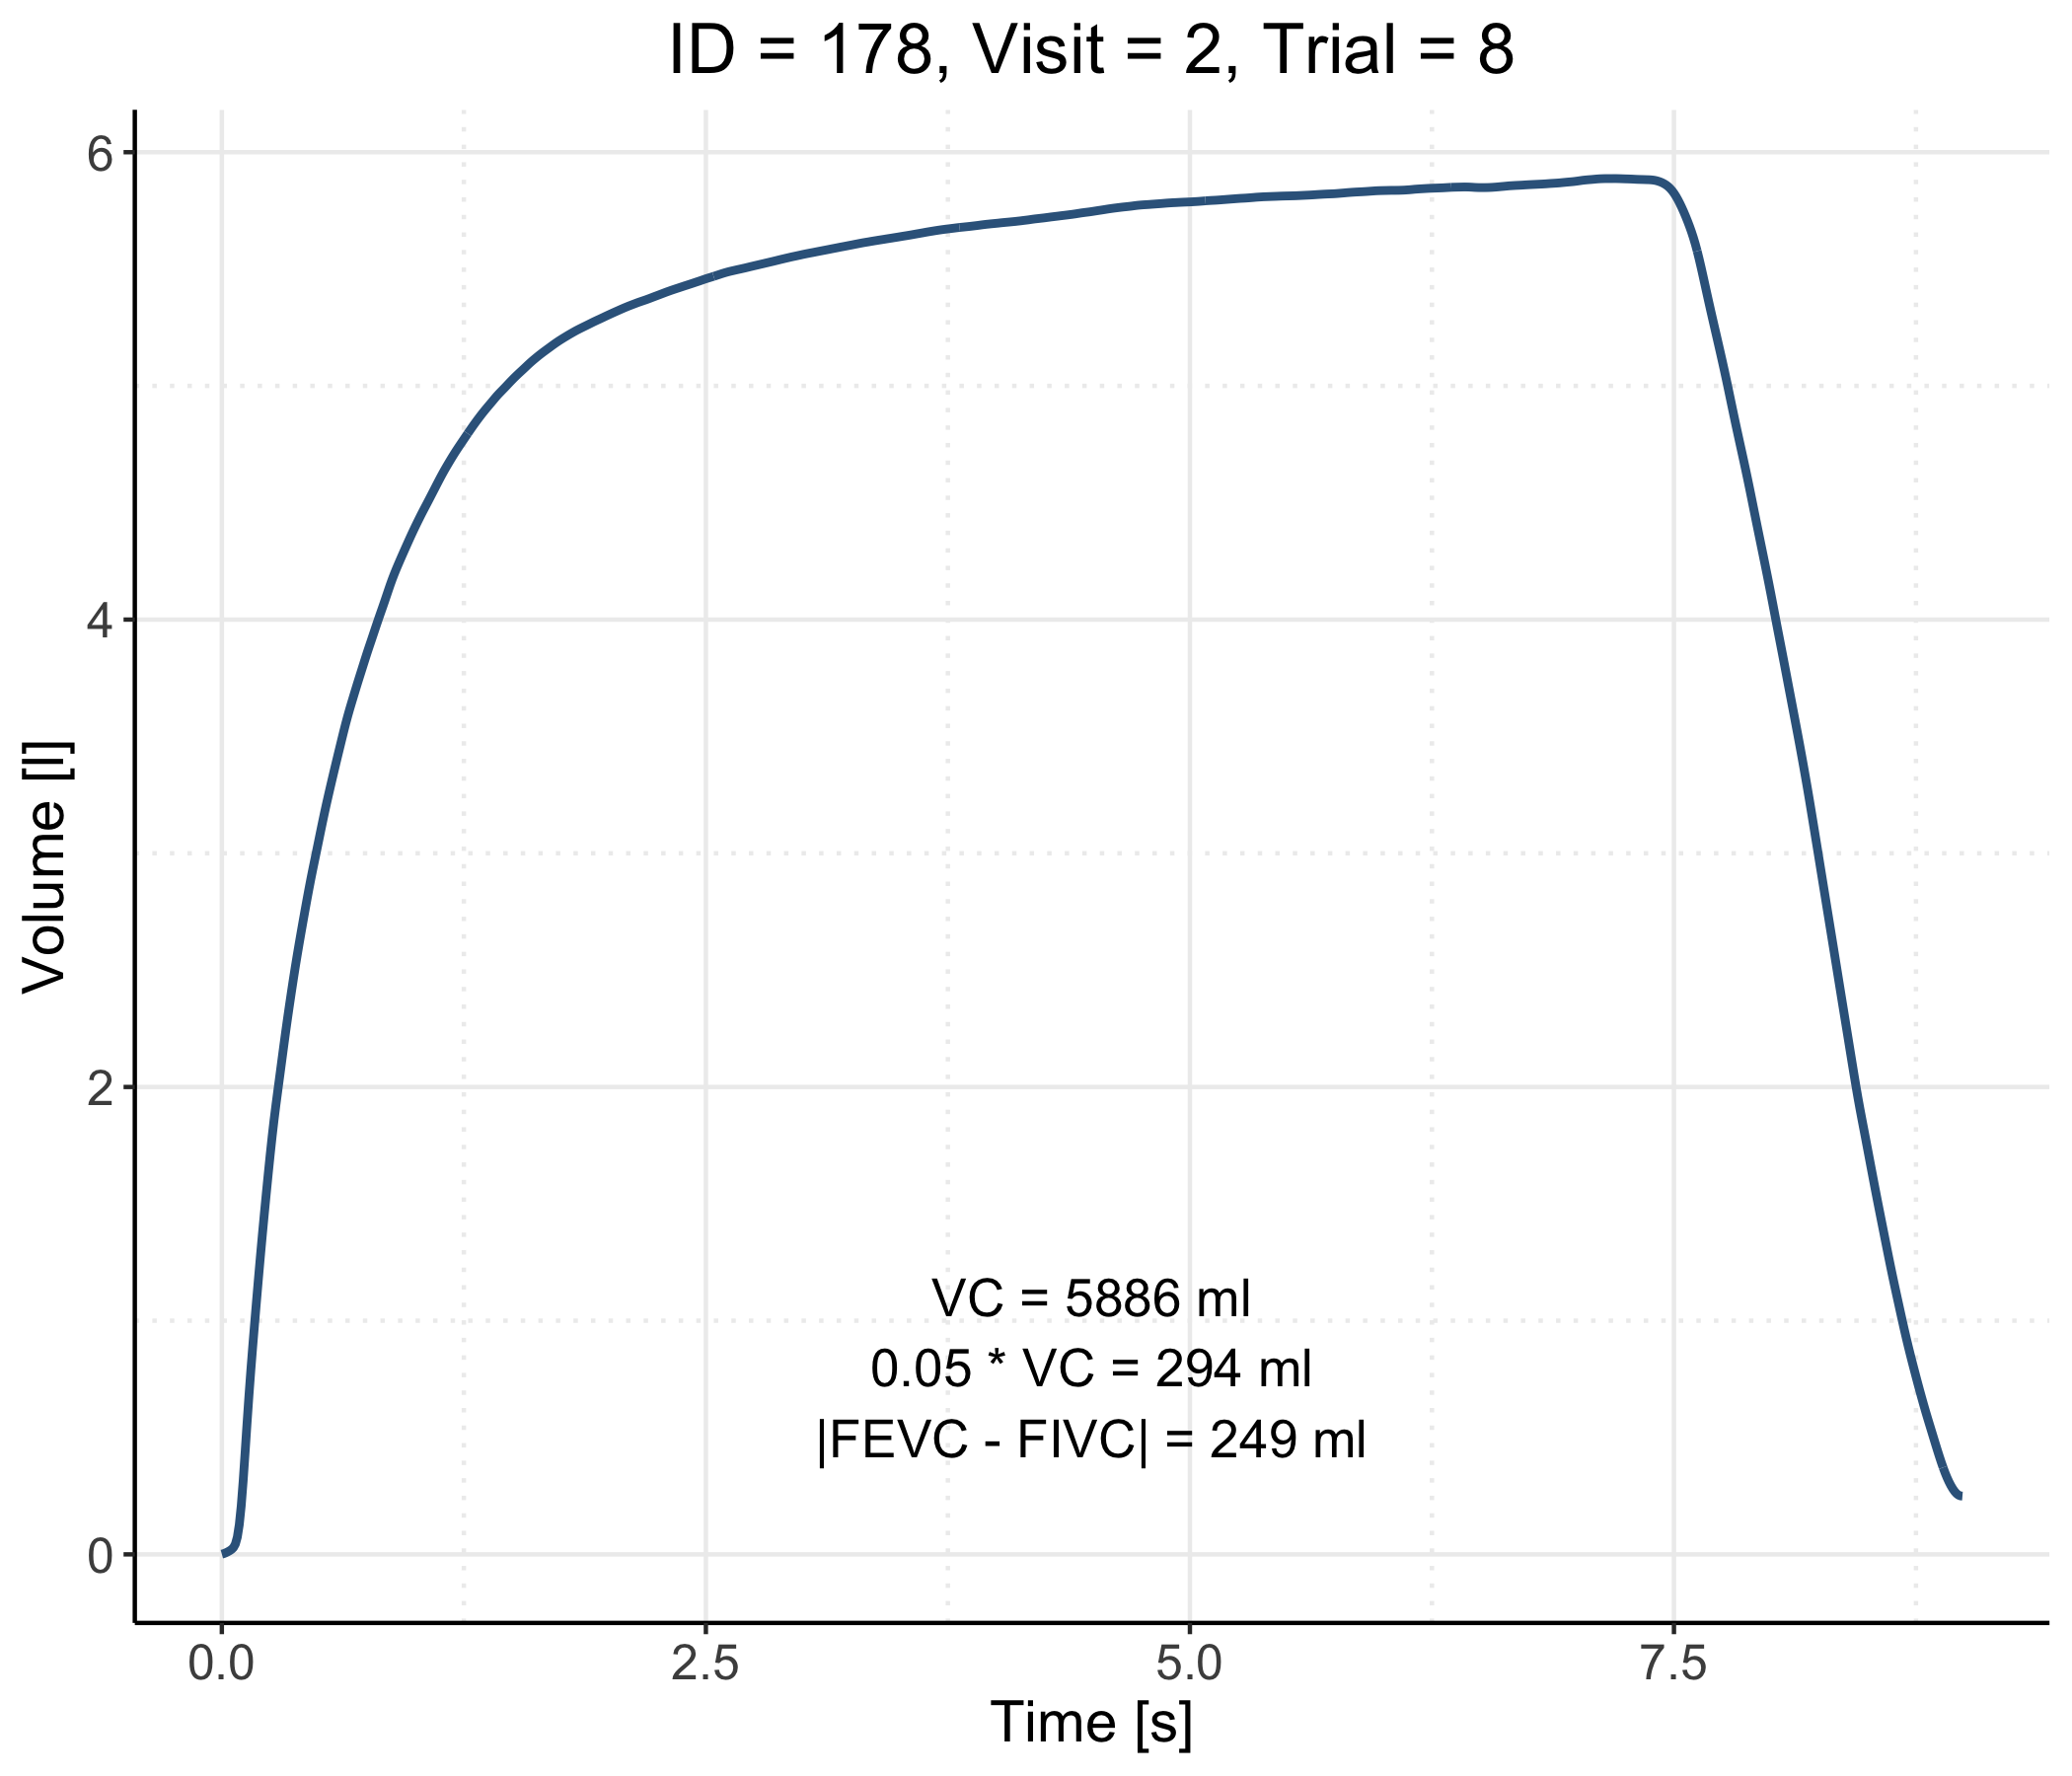 ID = 178, Visit = 2, Trial = 8
6
4
2
0
Volume [l]
VC = 5886 ml
0.05 * VC = 294 ml
|FEVC - FIVC| = 249 ml
0.0 2.5 5.0 7.5
Time [s]